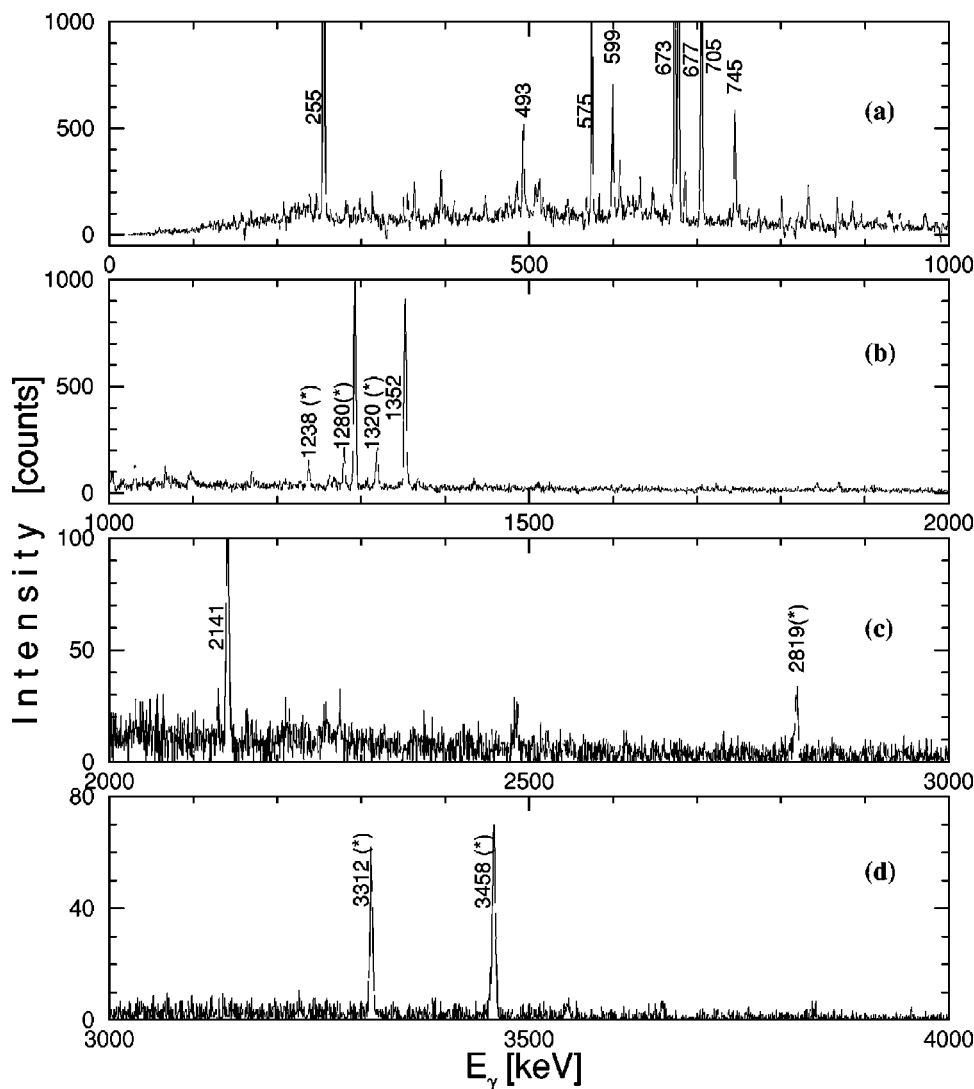 1000
500
0
255
493
575
599
673
677
705
745
(a)
0 500 1000
1000
500
0
1238 (*)
1280(*)
1320 (*)
1352
(b)
1000 1500 2000
100
50
0
2141
2819(*)
(c)
2000 2500 3000
80
40
0
3312 (*)
3458 (*)
(d)
3000 3500 4000
Intensity [counts]
Eγ [keV]